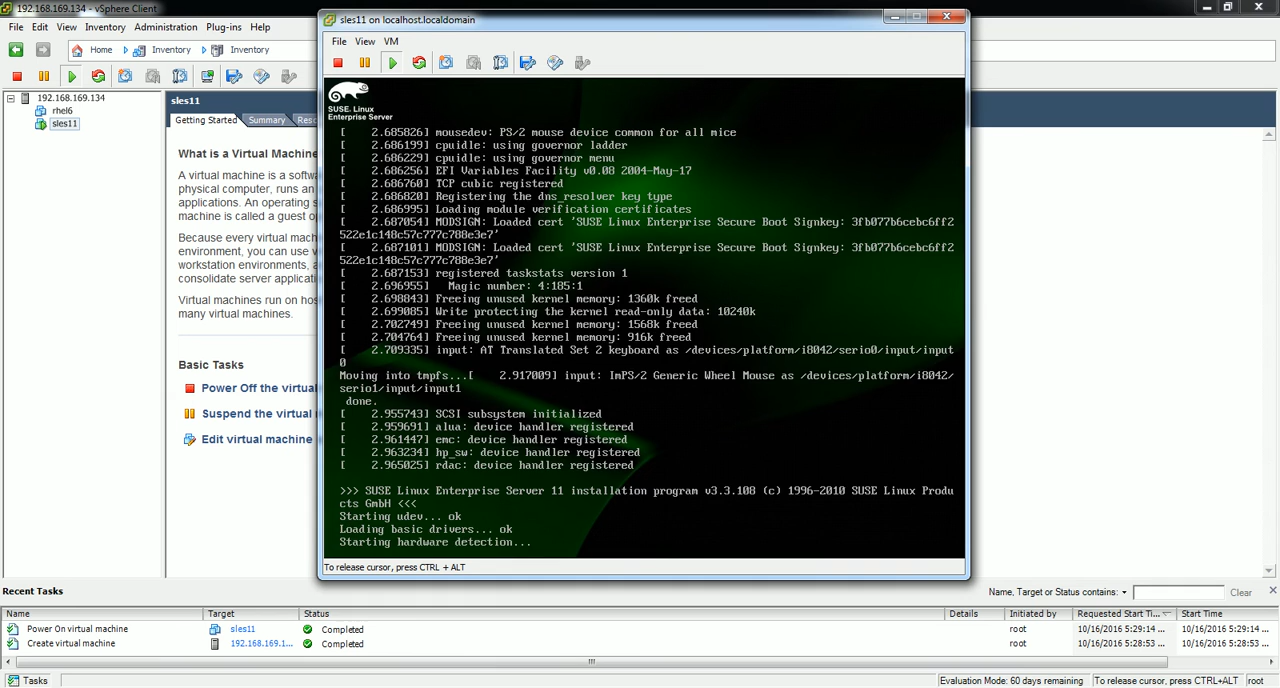 192.168.169.134 - vSphere Client
File Edit View Inventory Administration Plug-ins Help
Home Inventory Inventory
192.168.169.134
rhel6
sles11
sles11
Getting Started Summary
What is a Virtual
A virtual machine is a
physical computer, runs an
applications. An operating
machine is called a guest
Because every virtual
environment, you can use
workstation environments,
consolidate server
Virtual machines run on
many virtual machines.
Basic Tasks
Power Off the
Suspend the virtual
Edit virtual machine
sles11 on localhost.localdomain
File View VM
SUSE. Linux
Enterprise Server
[ 2.685826] mousedev: PS/2 mouse device common for all mice
[ 2.686199] cpuidle: using governor ladder
[ 2.686229] cpuidle: using governor menu
[ 2.686256] EFI Variables Facility v0.08 2004-May-17
[ 2.686760] TCP cubic registered
[ 2.686820] Registering the dns_resolver key type
[ 2.686995] Loading module verification certificates
[ 2.687054] MODSIGN: Loaded cert 'SUSE Linux Enterprise Secure Boot Signkey: 3fb077b6cebc6ff2
522e1c148c57c777c788e3e7'
[ 2.687101] MODSIGN: Loaded cert 'SUSE Linux Enterprise Secure Boot Signkey: 3fb077b6cebc6ff2
522e1c148c57c777c788e3e7'
[ 2.687153] registered taskstats version 1
[ 2.696955] Magic number: 4:185:1
[ 2.698843] Freeing unused kernel memory: 1360k freed
[ 2.699085] Write protecting the kernel read-only data: 10240k
[ 2.702749] Freeing unused kernel memory: 1568k freed
[ 2.704764] Freeing unused kernel memory: 916k freed
[ 2.709335] input: AT Translated Set 2 keyboard as /devices/platform/i8042/serio0/input/input
0
Moving into tmpfs...[ 2.917009] input: ImPS/2 Generic Wheel Mouse as /devices/platform/i8042/
serio1/input/input1
done.
[ 2.955743] SCSI subsystem initialized
[ 2.959691] alua: device handler registered
[ 2.961447] emc: device handler registered
[ 2.963234] hp_sw: device handler registered
[ 2.965025] rdac: device handler registered
>>> SUSE Linux Enterprise Server 11 installation program v3.3.108 (c) 1996-2010 SUSE Linux Produ
cts GmbH <<<
Starting udev... ok
Loading basic drivers... ok
Starting hardware detection...
To release cursor, press CTRL + ALT
Recent Tasks
Name, Target or Status contains: Clear
Name Target Status Details Initiated by Requested Start Ti... Start Time
Power On virtual machine sles11 Completed root 10/16/2016 5:29:14 ... 10/16/2016 5:29:14 ...
Create virtual machine 192.168.169.1... Completed root 10/16/2016 5:28:53 ... 10/16/2016 5:28:53 ...
Tasks Evaluation Mode: 60 days remaining To release cursor, press CTRL+ALT root